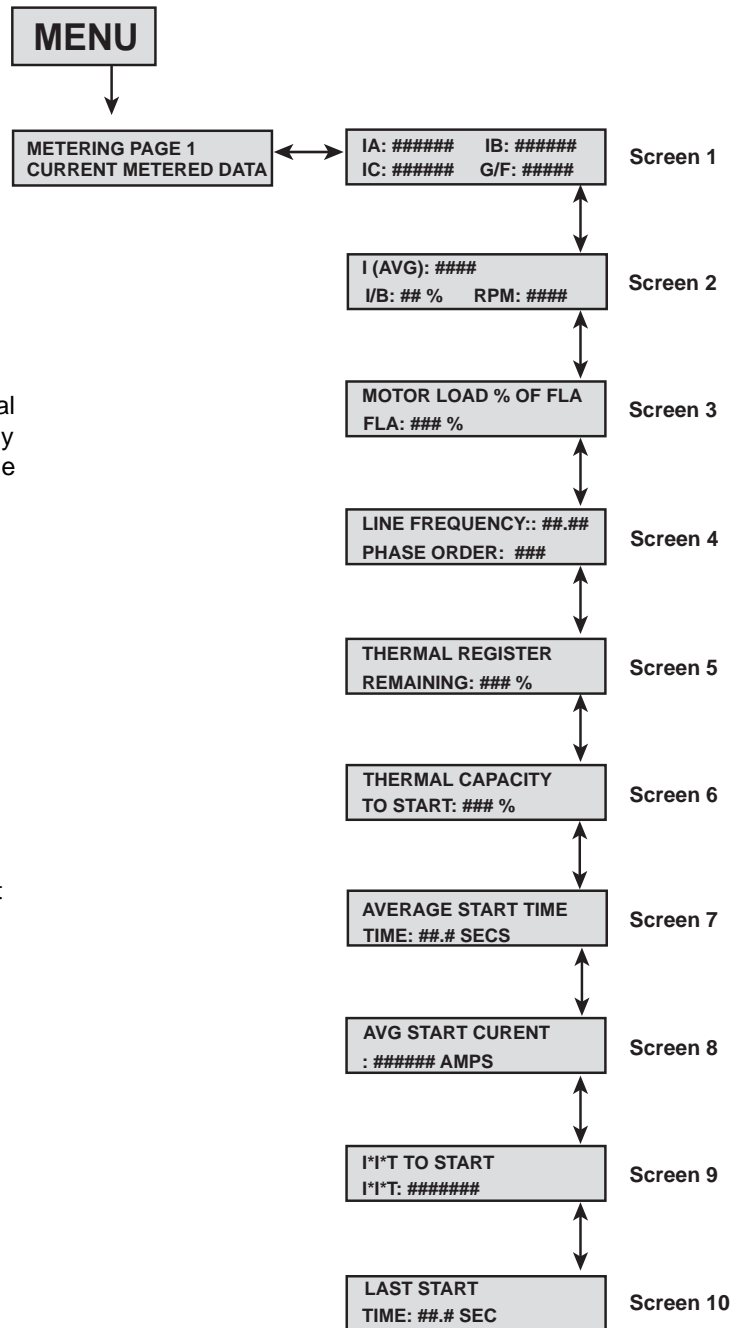 MENU
METERING PAGE 1
CURRENT METERED DATA
IA: ###### IB: ######
IC: ###### G/F: #####
Screen 1
I (AVG): ####
I/B: ## % RPM: ####
Screen 2
al
y
e
MOTOR LOAD % OF FLA
FLA: ### %
Screen 3
LINE FREQUENCY:: ##.##
PHASE ORDER: ###
Screen 4
THERMAL REGISTER
REMAINING: ### %
Screen 5
THERMAL CAPACITY
TO START: ### %
Screen 6
AVERAGE START TIME
TIME: ##.# SECS
Screen 7
AVG START CURENT
: ###### AMPS
Screen 8
I*I*T TO START
I*I*T: #######
Screen 9
LAST START
TIME: ##.# SEC
Screen 10